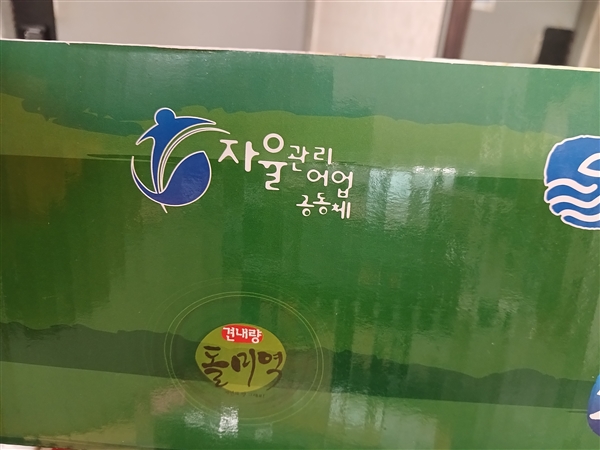 자율관리
어업
공동체
견내량
돌미역